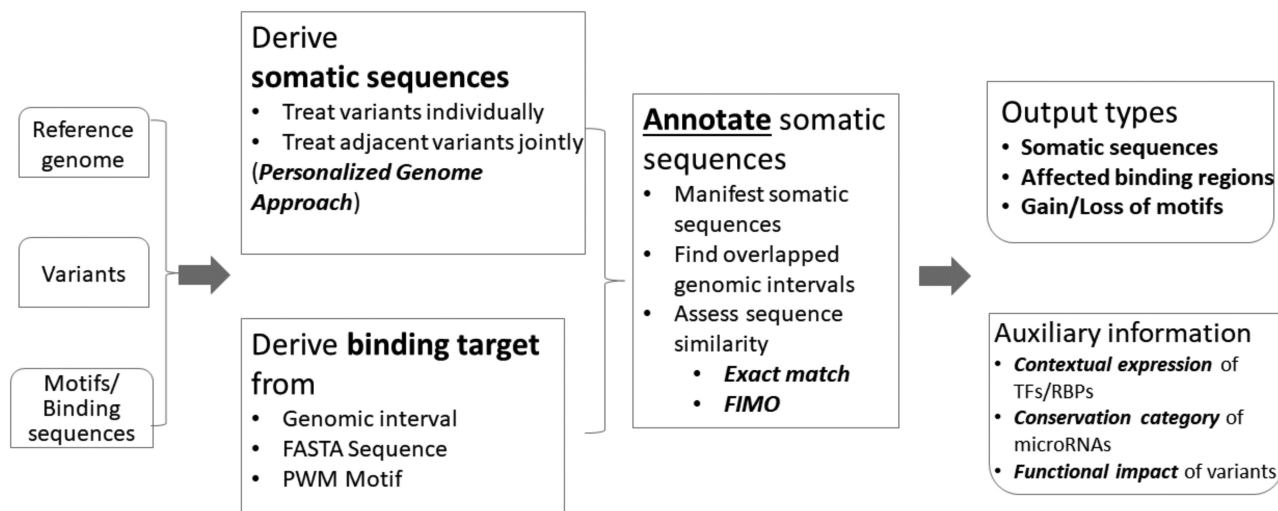 Reference
genome
Variants
Motifs/
Binding
sequences
Derive
somatic sequences
• Treat variants individually
• Treat adjacent variants jointly
(Personalized Genome
Approach)
Derive binding target
from
• Genomic interval
• FASTA Sequence
• PWM Motif
Annotate somatic
sequences
• Manifest somatic
sequences
• Find overlapped
genomic intervals
• Assess sequence
similarity
• Exact match
• FIMO
Output types
• Somatic sequences
• Affected binding regions
• Gain/Loss of motifs
Auxiliary information
• Contextual expression of
TFs/RBPs
• Conservation category of
microRNAs
• Functional impact of variants